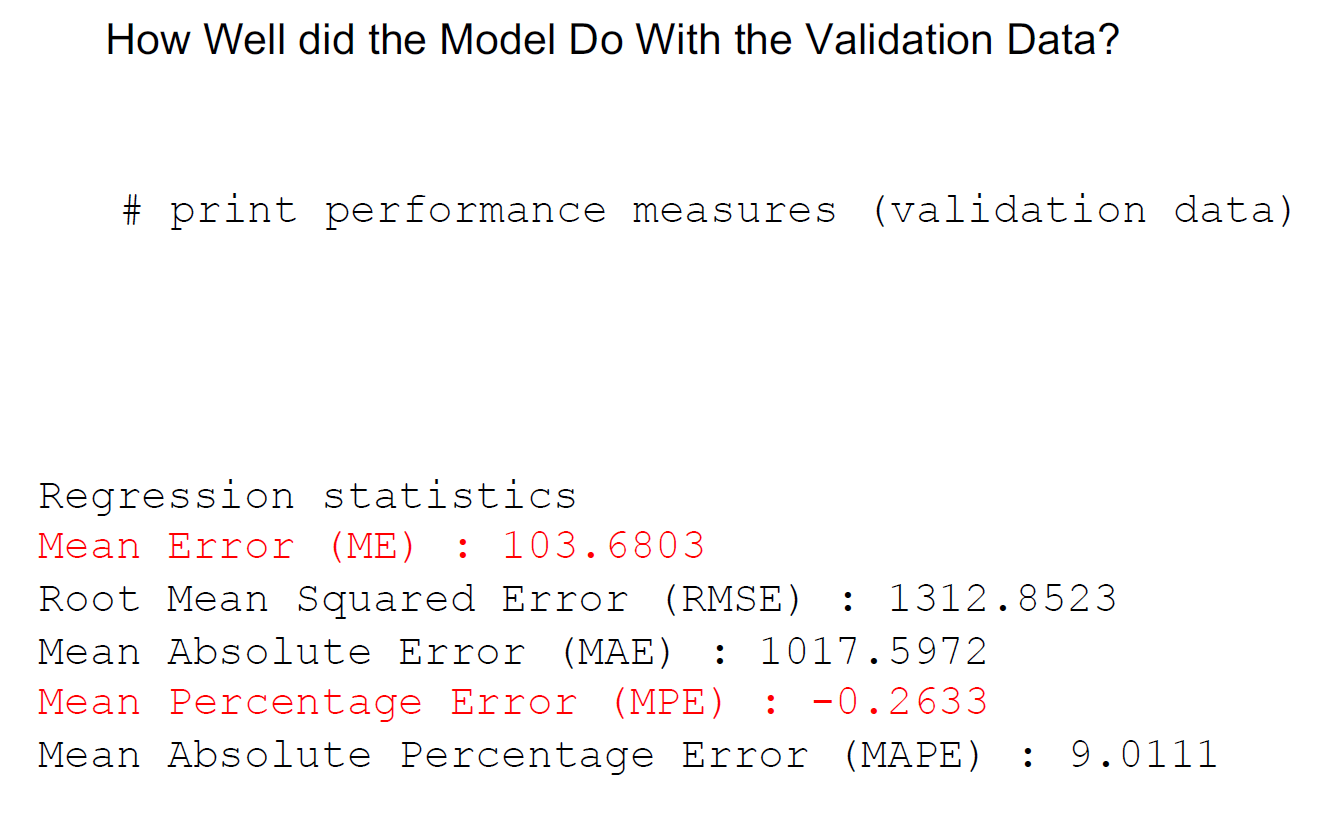 How Well did the Model Do With the Validation Data?
# print performance measures (validation data)
Regression statistics
Mean Error (ME) : 103.6803
Root Mean Squared Error (RMSE) : 1312.8523
Mean Absolute Error (MAE) : 1017.5972
Mean Percentage Error (MPE) : -0.2633
Mean Absolute Percentage Error (MAPE) : 9.0111